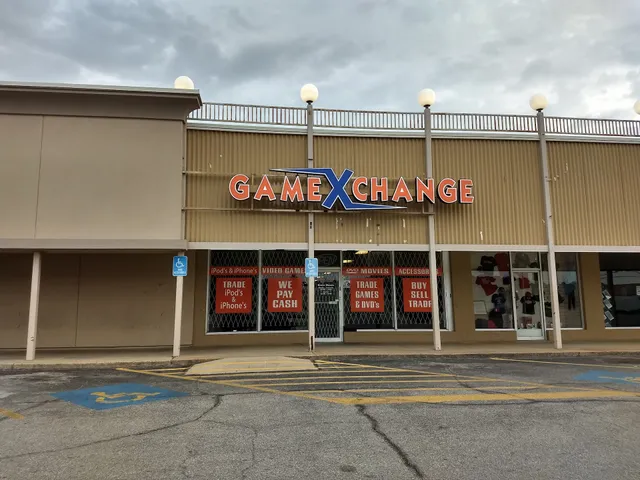 GAMEXCHANGE
iPod's & iPhone's
VIDEO GAMES
DVD MOVIES
ACCESSORIES
TRADE
iPod's
&
iPhone's
WE
PAY
CASH
TRADE
GAMES
&
DVD's
BUY
SELL
TRADE